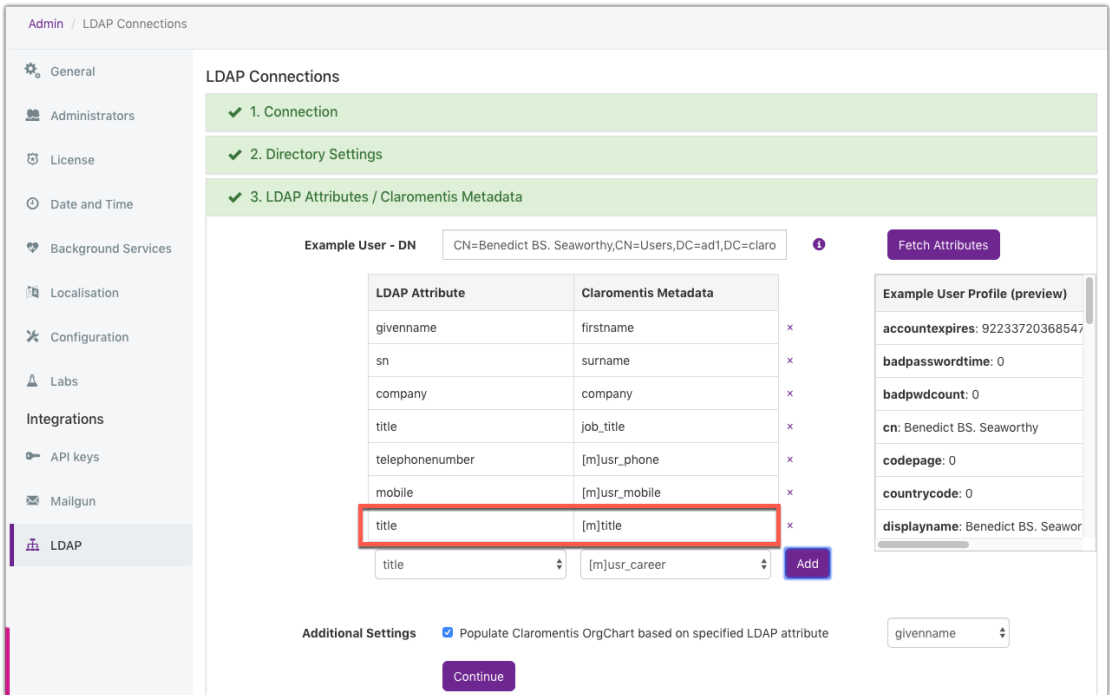 Admin / LDAP Connections
General
Administrators
License
Date and Time
Background Services
Localisation
Configuration
Labs
Integrations
API keys
Mailgun
LDAP
LDAP Connections
1. Connection
2. Directory Settings
3. LDAP Attributes / Claromentis Metadata
Example User - DN CN=Benedict BS. Seaworthy,CN=Users,DC=ad1,DC=claro Fetch Attributes
LDAP Attribute Claromentis Metadata
givenname firstname ×
sn surname ×
company company ×
title job_title ×
telephonenumber [m]usr_phone ×
mobile [m]usr_mobile ×
title [m]title ×
title [m]usr_career Add
Example User Profile (preview)
accountexpires: 92233720368547
badpasswordtime: 0
badpwdcount: 0
cn: Benedict BS. Seaworthy
codepage: 0
countrycode: 0
displayname: Benedict BS. Seawor
Additional Settings Populate Claromentis OrgChart based on specified LDAP attribute givenname
Continue